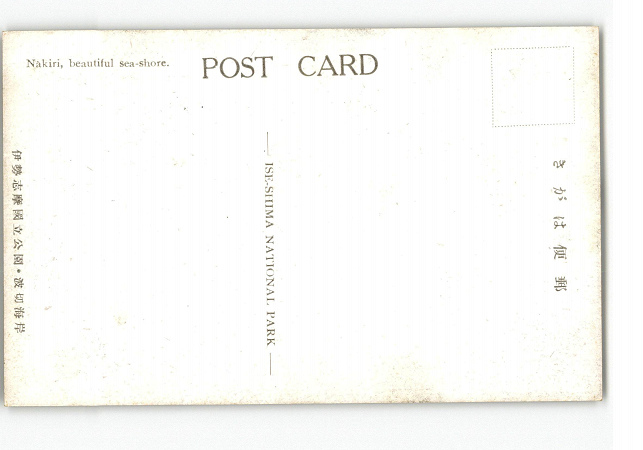 Nakiri, beautiful sea-shore.
POST CARD
きがは便郵
— ISE-SHIMA NATIONAL PARK —
伊勢志摩國立公園・波切海岸